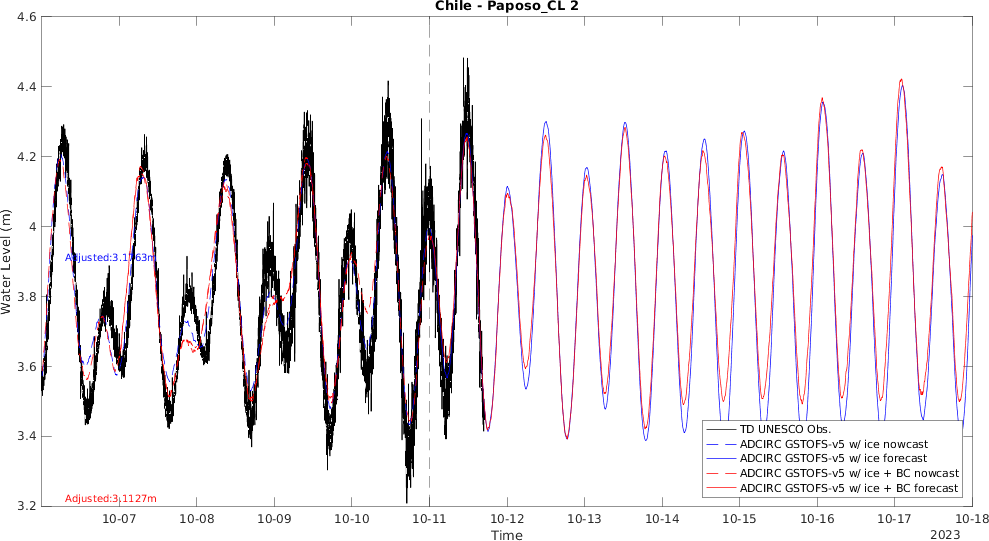 Chile - Paposo_CL 2
4.6
4.4
4.2
4
3.8
3.6
3.4
3.2
Water Level (m)
Adjusted:3.1763m
Adjusted:3.1127m
TD UNESCO Obs.
ADCIRC GSTOFS-v5 w/ ice nowcast
ADCIRC GSTOFS-v5 w/ ice forecast
ADCIRC GSTOFS-v5 w/ ice + BC nowcast
ADCIRC GSTOFS-v5 w/ ice + BC forecast
10-07 10-08 10-09 10-10 10-11 10-12 10-13 10-14 10-15 10-16 10-17 10-18
Time
2023